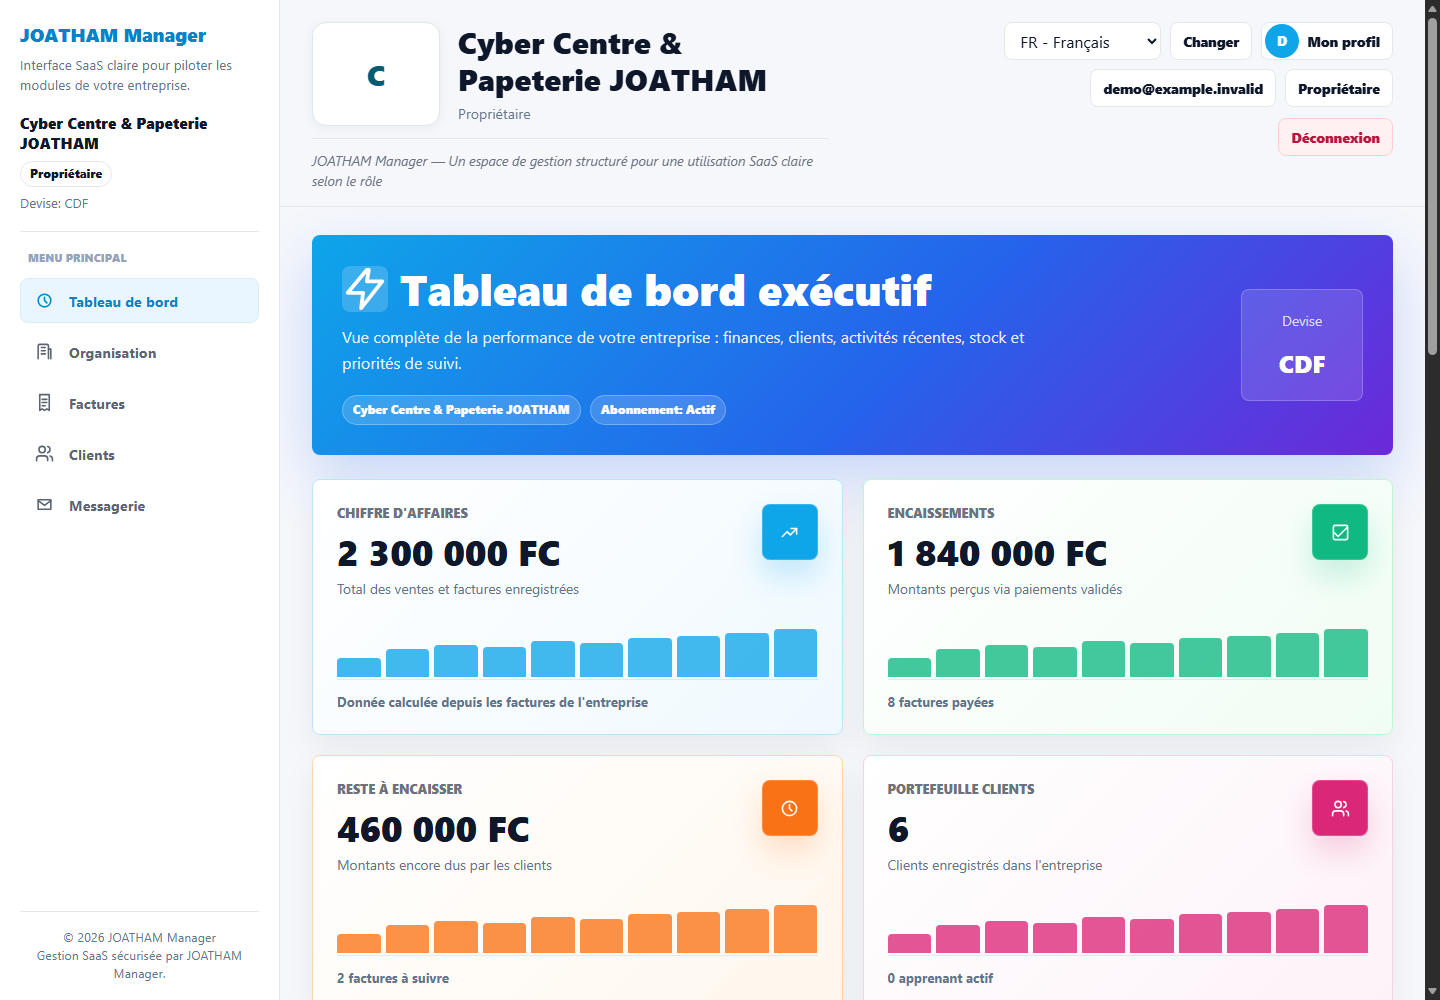 JOATHAM Manager
Interface SaaS claire pour piloter les
modules de votre entreprise.
Cyber Centre & Papeterie
JOATHAM
Propriétaire
Devise: CDF
MENU PRINCIPAL
Tableau de bord
Organisation
Factures
Clients
Messagerie
© 2026 JOATHAM Manager
Gestion SaaS sécurisée par JOATHAM
Manager.
C
Cyber Centre &
Papeterie JOATHAM
Propriétaire
JOATHAM Manager — Un espace de gestion structuré pour une utilisation SaaS claire
selon le rôle
FR - Français
Changer
D
Mon profil
demo@example.invalid
Propriétaire
Déconnexion
Tableau de bord exécutif
Vue complète de la performance de votre entreprise : finances, clients, activités récentes, stock et
priorités de suivi.
Cyber Centre & Papeterie JOATHAM
Abonnement: Actif
Devise
CDF
CHIFFRE D'AFFAIRES
2 300 000 FC
Total des ventes et factures enregistrées
Donnée calculée depuis les factures de l'entreprise
ENCAISSEMENTS
1 840 000 FC
Montants perçus via paiements validés
8 factures payées
RESTE À ENCAISSER
460 000 FC
Montants encore dus par les clients
2 factures à suivre
PORTEFEUILLE CLIENTS
6
Clients enregistrés dans l'entreprise
0 apprenant actif